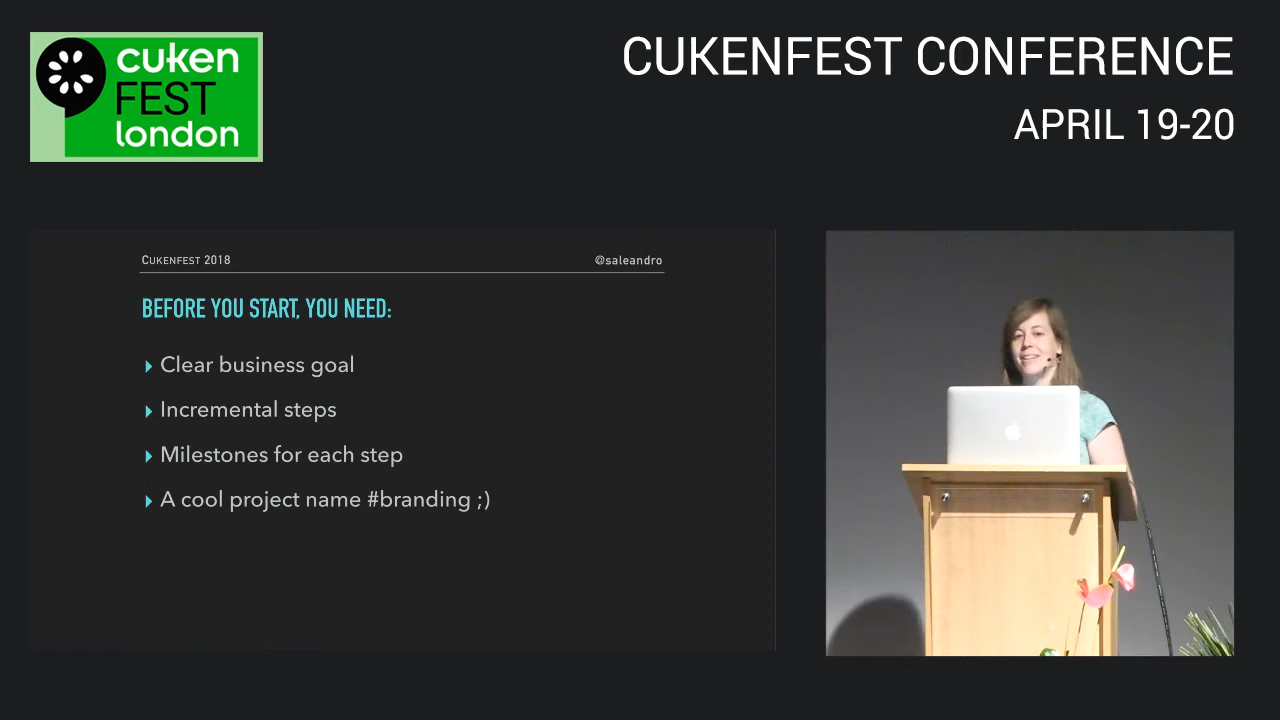 cuken
FEST
london
CUKENFEST CONFERENCE
APRIL 19-20
CUKENFEST 2018
@saleandro
BEFORE YOU START, YOU NEED:
Clear business goal
Incremental steps
Milestones for each step
A cool project name #branding ;)